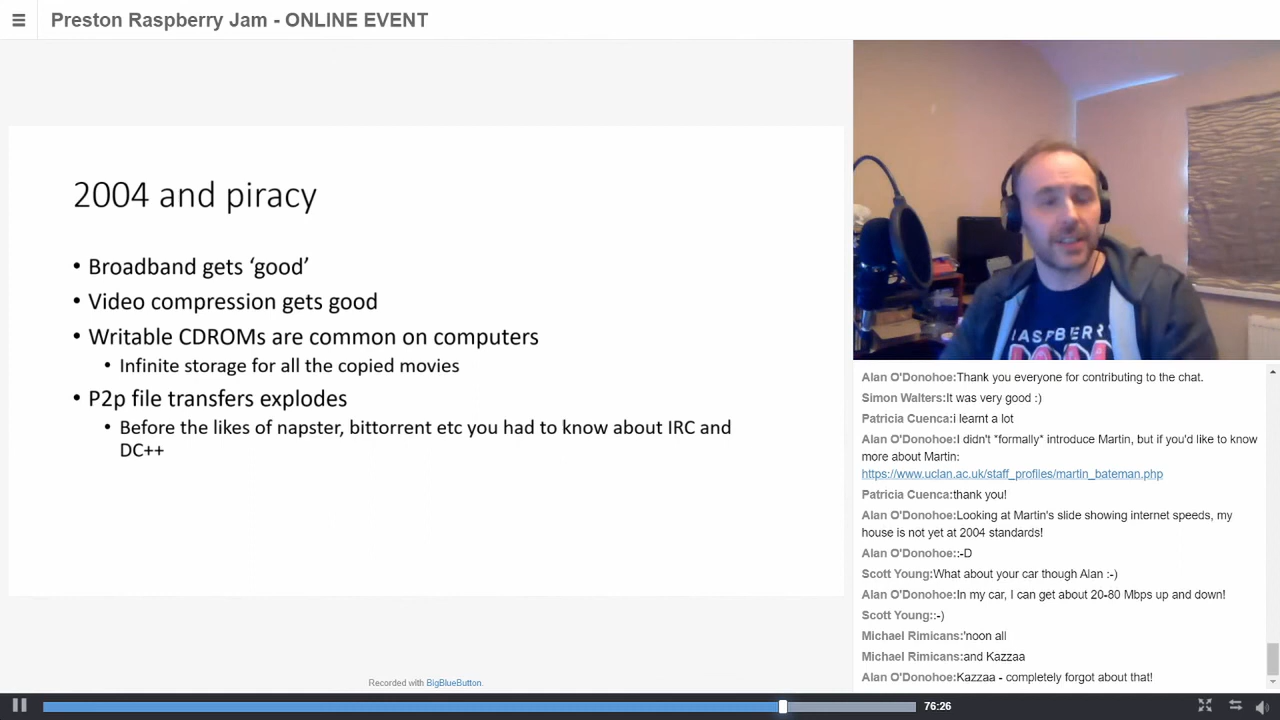 Preston Raspberry Jam - ONLINE EVENT
2004 and piracy
• Broadband gets ‘good’
• Video compression gets good
• Writable CDROMs are common on computers
• Infinite storage for all the copied movies
• P2p file transfers explodes
• Before the likes of napster, bittorrent etc you had to know about IRC and
DC++
Recorded with BigBlueButton.
RASPBERR
Alan O'Donohoe:Thank you everyone for contributing to the chat.
Simon Walters:It was very good :)
Patricia Cuenca:i learnt a lot
Alan O'Donohoe:I didn't *formally* introduce Martin, but if you'd like to know
more about Martin:
https://www.uclan.ac.uk/staff_profiles/martin_bateman.php
Patricia Cuenca:thank you!
Alan O'Donohoe:Looking at Martin's slide showing internet speeds, my
house is not yet at 2004 standards!
Alan O'Donohoe::-D
Scott Young:What about your car though Alan :-)
Alan O'Donohoe:In my car, I can get about 20-80 Mbps up and down!
Scott Young::-)
Michael Rimicans:'noon all
Michael Rimicans:and Kazzaa
Alan O'Donohoe:Kazzaa - completely forgot about that!
76:26